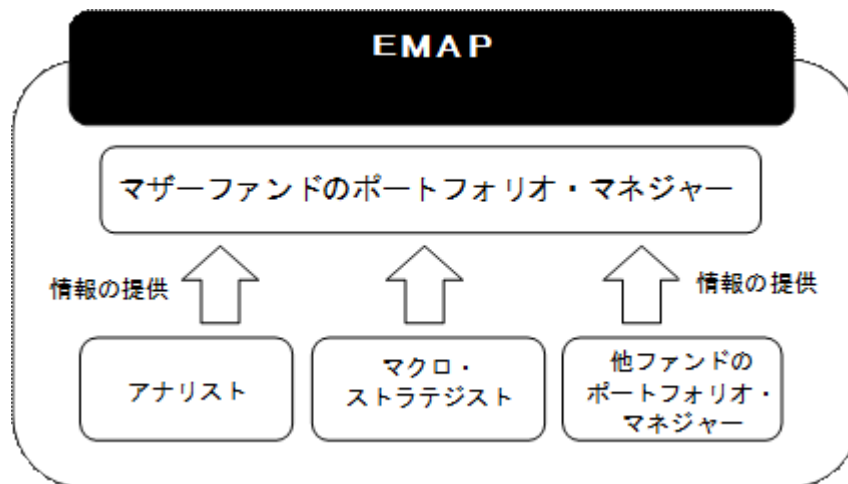 EMAP
マザーファンドのポートフォリオ・マネジャー
情報の提供
情報の提供
アナリスト
マクロ・
ストラテジスト
他ファンドの
ポートフォリオ・
マネジャー